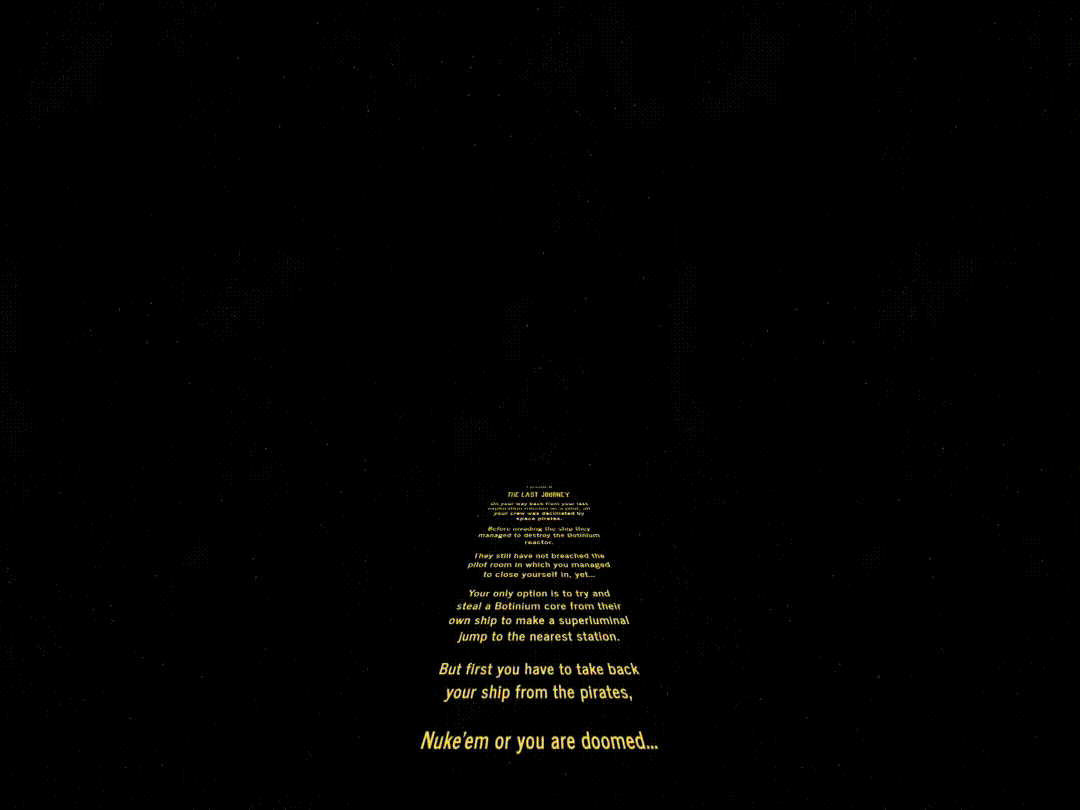 THE LAST JOURNEY
On your way back from your last
exploration mission as a pilot, all
your crew was decimated by
space pirates.
Before invading the ship they
managed to destroy the Botinium
reactor.
They still have not breached the
pilot room in which you managed
to close yourself in, yet...
Your only option is to try and
steal a Botinium core from their
own ship to make a superluminal
jump to the nearest station.
But first you have to take back
your ship from the pirates,
Nuke'em or you are doomed...